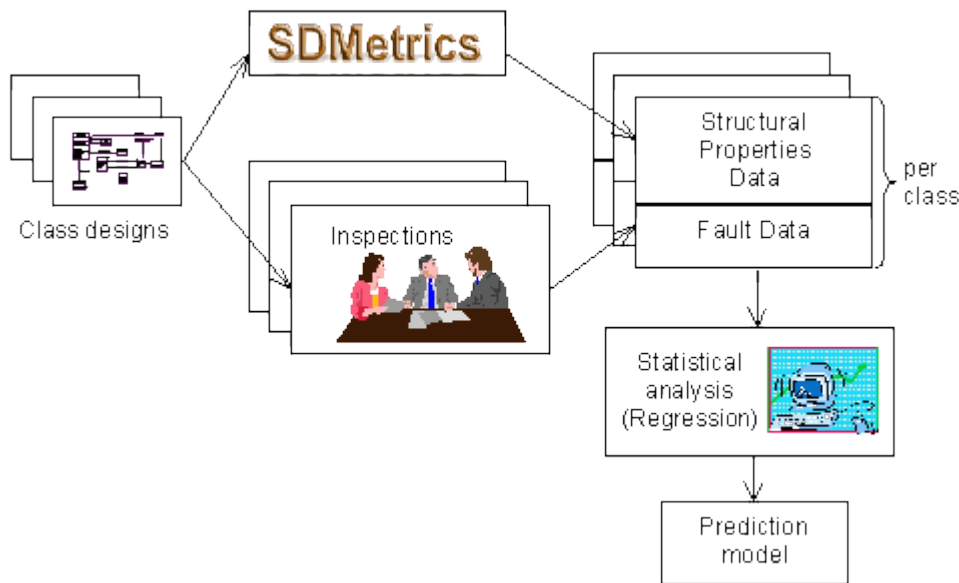 SDMetrics
Class designs
Inspections
Structural
Properties
Data
Fault Data
per
class
Statistical
analysis
(Regression)
Prediction
model